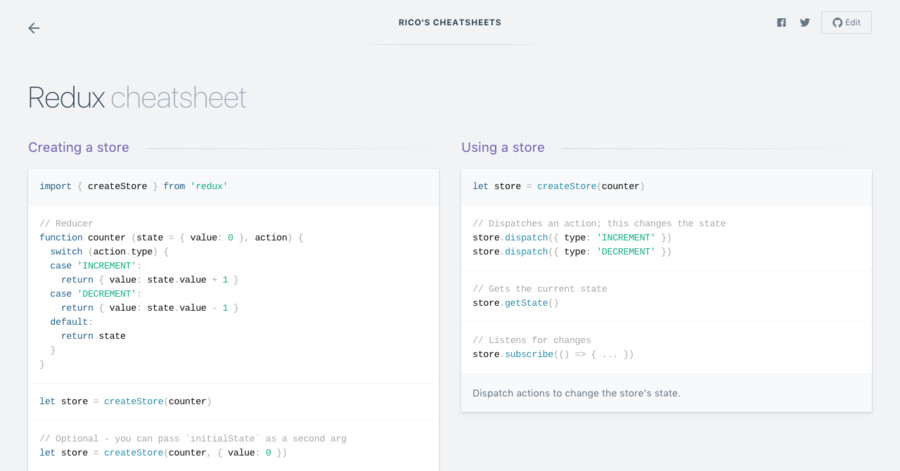 RICO'S CHEATSHEETS
Edit
Redux cheatsheet
Creating a store
import { createStore } from 'redux'
// Reducer
function counter (state = { value: 0 }, action) {
  switch (action.type) {
  case 'INCREMENT':
    return { value: state.value + 1 }
  case 'DECREMENT':
    return { value: state.value - 1 }
  default:
    return state
  }
}
let store = createStore(counter)
// Optional - you can pass `initialState` as a second arg
let store = createStore(counter, { value: 0 })
Using a store
let store = createStore(counter)
// Dispatches an action; this changes the state
store.dispatch({ type: 'INCREMENT' })
store.dispatch({ type: 'DECREMENT' })
// Gets the current state
store.getState()
// Listens for changes
store.subscribe(() => { ... })
Dispatch actions to change the store's state.